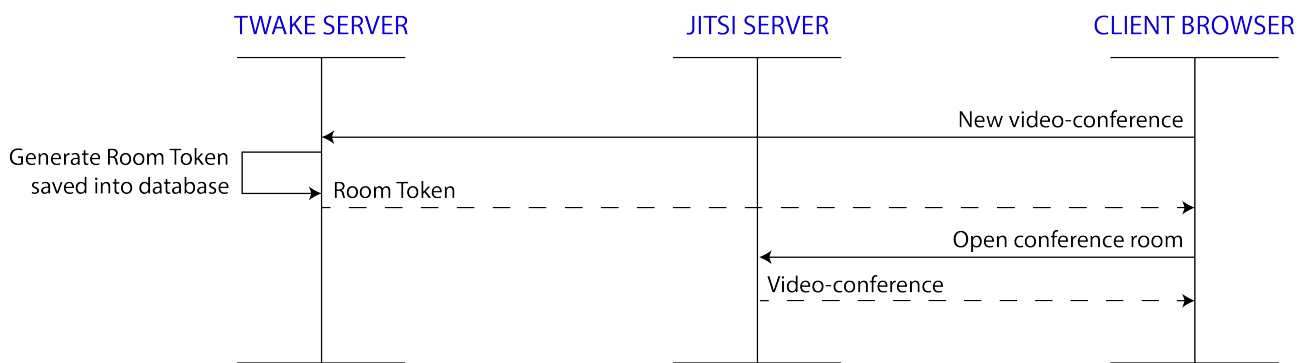 TWAKE SERVER
JITSI SERVER
CLIENT BROWSER
New video-conference
Generate Room Token
saved into database
Room Token
Open conference room
Video-conference